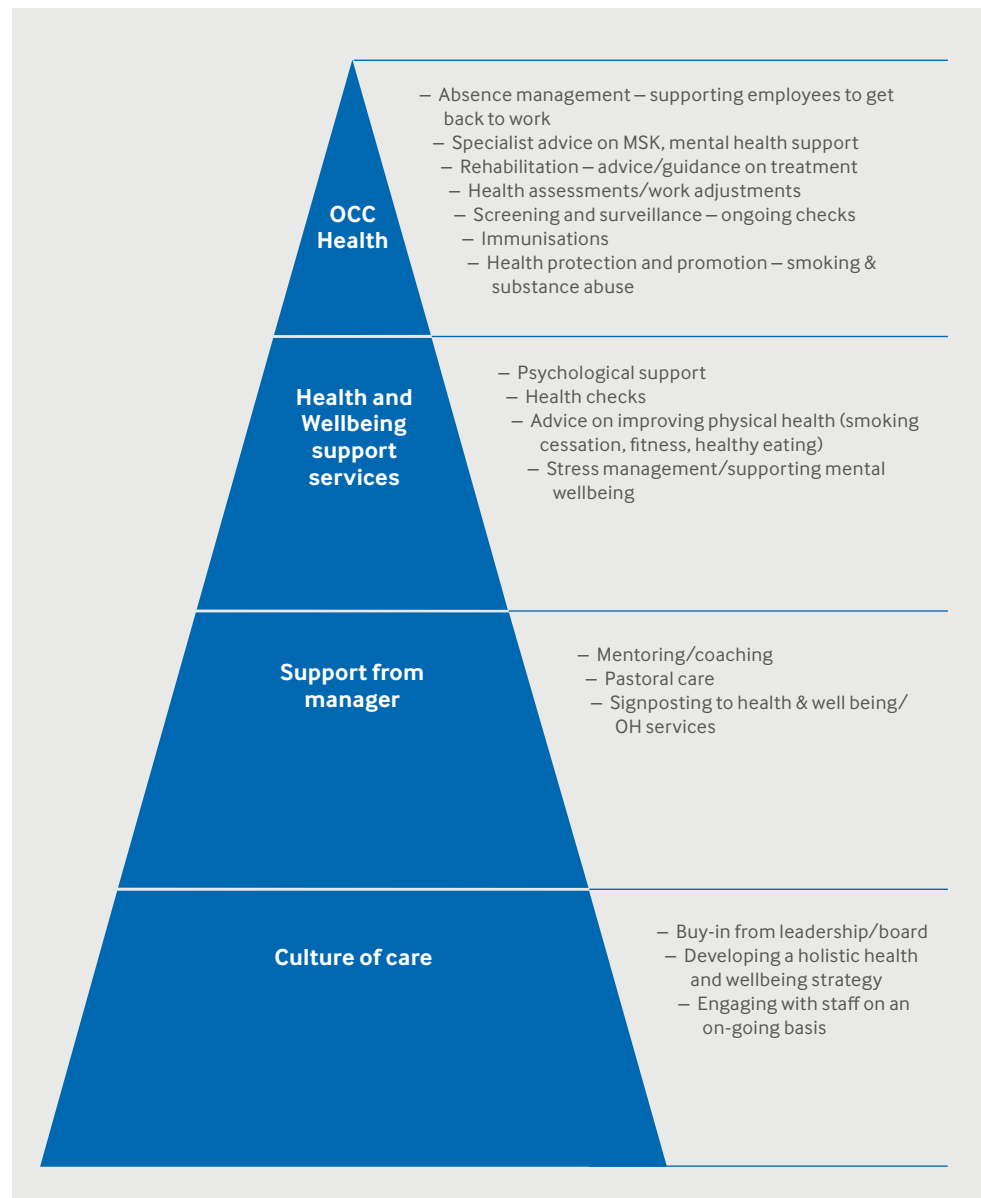 – Absence management – supporting employees to get
back to work
– Specialist advice on MSK, mental health support
– Rehabilitation – advice/guidance on treatment
– Health assessments/work adjustments
– Screening and surveillance – ongoing checks
– Immunisations
– Health protection and promotion – smoking &
substance abuse
OCC
Health
– Psychological support
– Health checks
– Advice on improving physical health (smoking
cessation, fitness, healthy eating)
– Stress management/supporting mental
wellbeing
Health and
Wellbeing
support
services
– Mentoring/coaching
– Pastoral care
– Signposting to health & well being/
OH services
Support from
manager
– Buy-in from leadership/board
– Developing a holistic health
and wellbeing strategy
– Engaging with staff on an
on-going basis
Culture of care